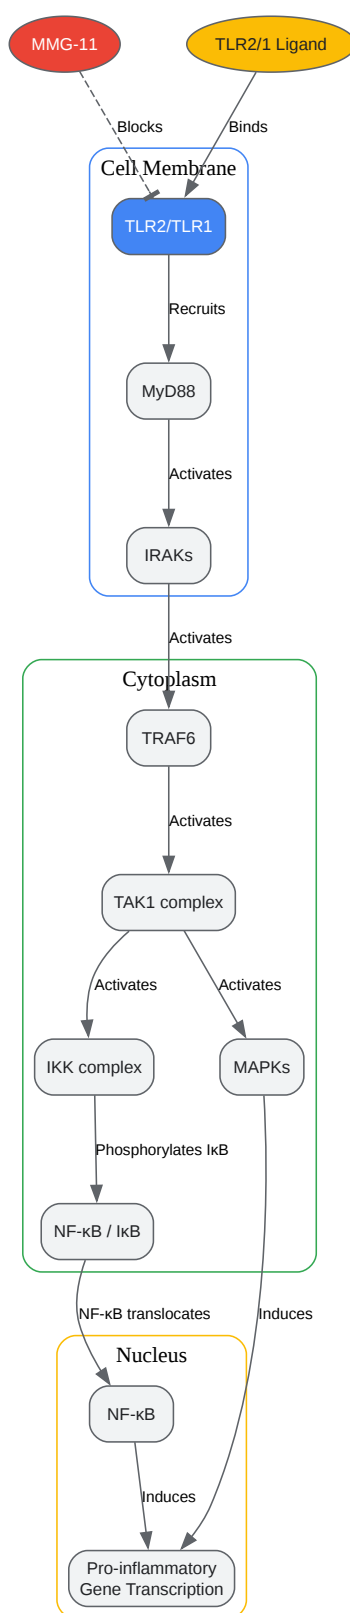 MMG-11
TLR2/1 Ligand
Blocks
Binds
Cell Membrane
TLR2/TLR1
Recruits
MyD88
Activates
IRAKs
Activates
Cytoplasm
TRAF6
Activates
TAK1 complex
Activates
Activates
IKK complex
MAPKs
Phosphorylates IκB
NF-κB / IκB
NF-κB translocates
Induces
Nucleus
NF-κB
Induces
Pro-inflammatory
Gene Transcription